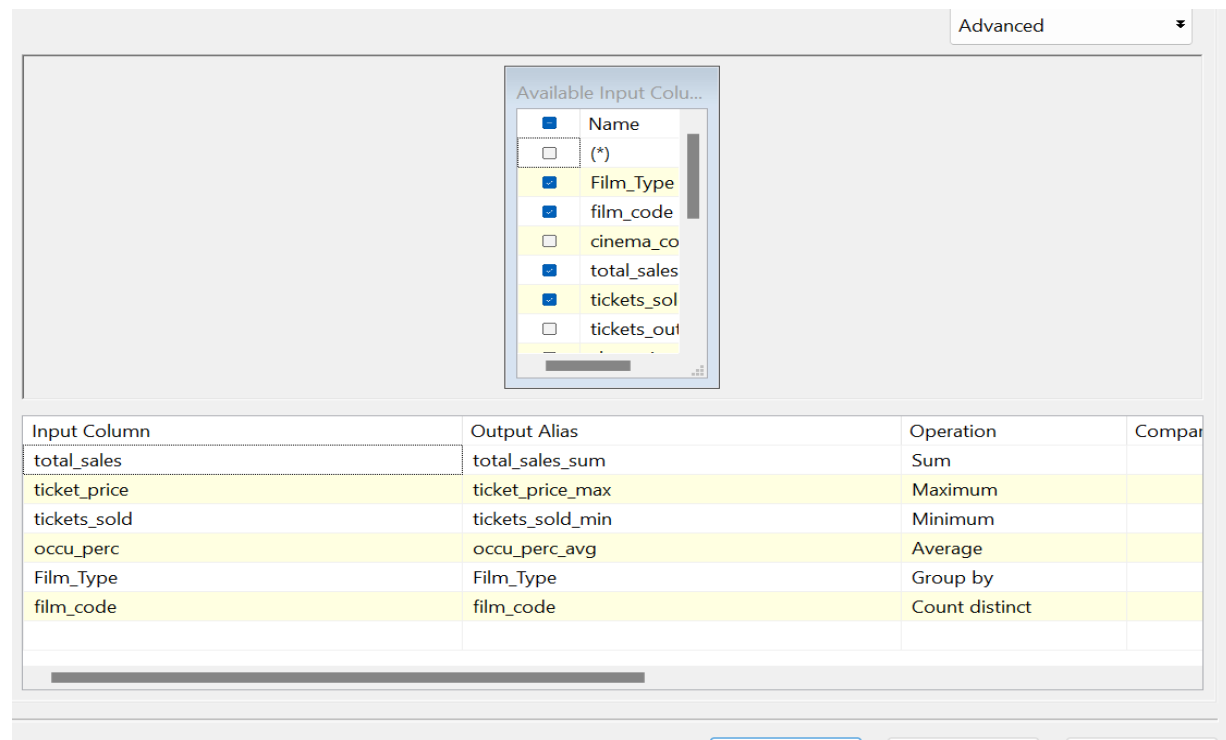 Advanced
Available Input Colu...
Name
(*)
Film_Type
film_code
cinema_co
total_sales
tickets_sol
tickets_out
Input Column Output Alias Operation Compar
total_sales total_sales_sum Sum
ticket_price ticket_price_max Maximum
tickets_sold tickets_sold_min Minimum
occu_perc occu_perc_avg Average
Film_Type Film_Type Group by
film_code film_code Count distinct